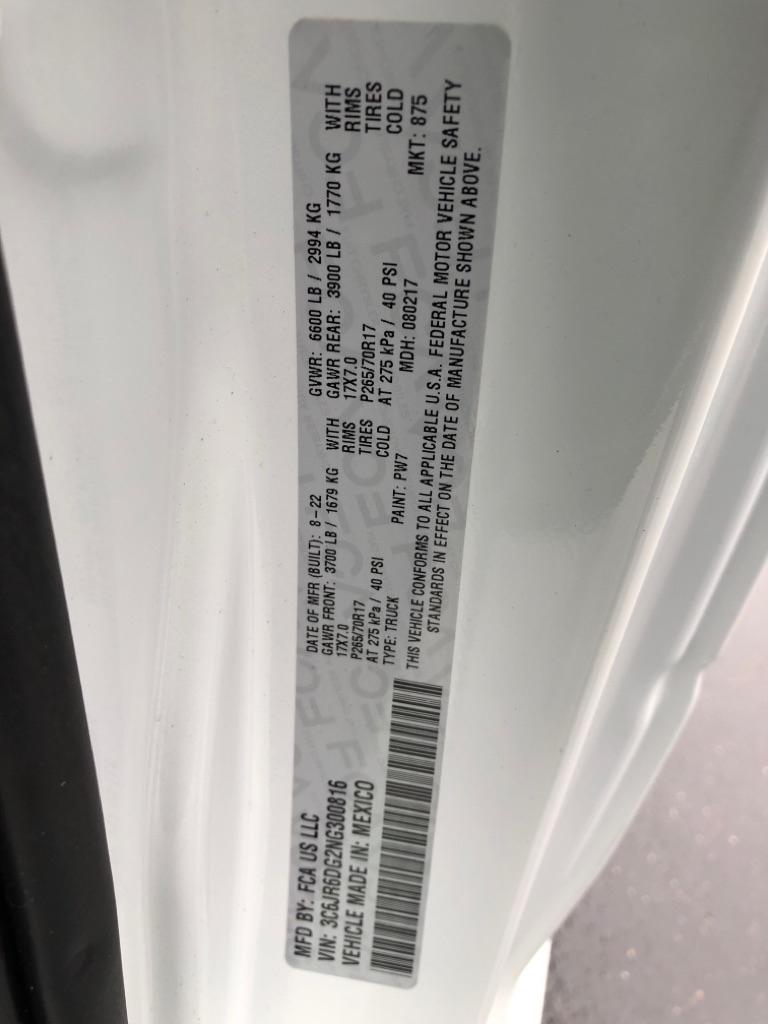 MFD BY: FCA US LLC
VIN: 3C6JR6DG2NG300816
VEHICLE MADE IN: MEXICO
DATE OF MFR (BUILT): 8-22 GVWR: 6600 LB / 2994 KG
GAWR FRONT: 3700 LB / 1679 KG WITH GAWR REAR: 3900 LB / 1770 KG WITH
17X7.0 RIMS 17X7.0 RIMS
P265/70R17 TIRES P265/70R17 TIRES
AT 275 kPa / 40 PSI COLD AT 275 kPa / 40 PSI COLD
TYPE: TRUCK PAINT: PW7 MDH: 080217 MKT: 875
THIS VEHICLE CONFORMS TO ALL APPLICABLE U.S.A. FEDERAL MOTOR VEHICLE SAFETY
STANDARDS IN EFFECT ON THE DATE OF MANUFACTURE SHOWN ABOVE.